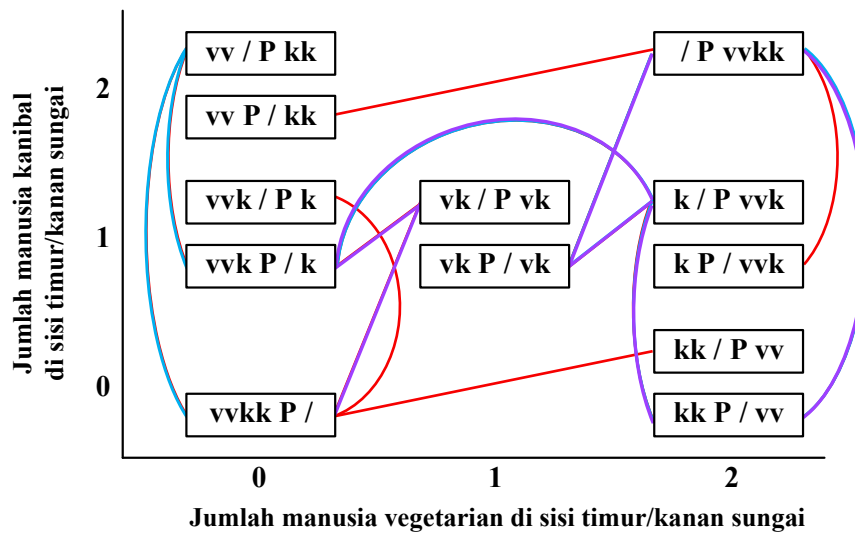 Jumlah manusia kanibal
di sisi timur/kanan sungai
2
1
0
vv / P kk
/ P vvkk
vv P / kk
vvk / P k
vk / P vk
k / P vvk
vvk P / k
vk P / vk
k P / vvk
kk / P vv
vvkk P /
kk P / vv
0
1
2
Jumlah manusia vegetarian di sisi timur/kanan sungai